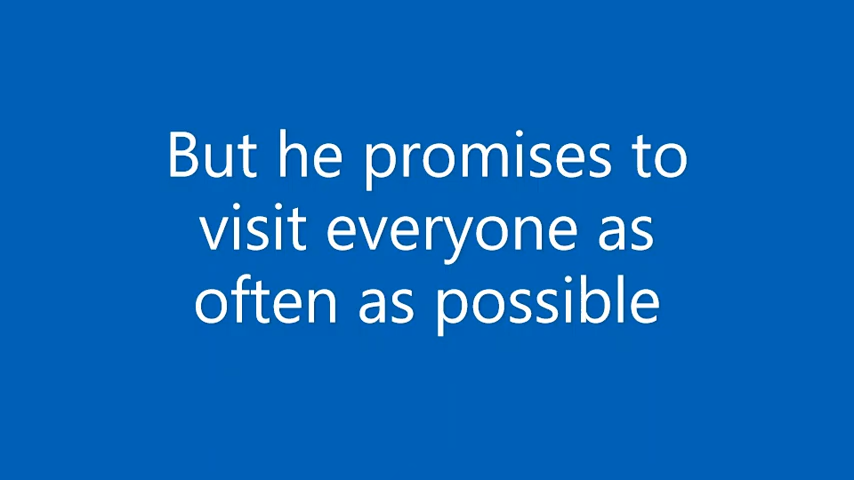 But he promises to
visit everyone as
often as possible